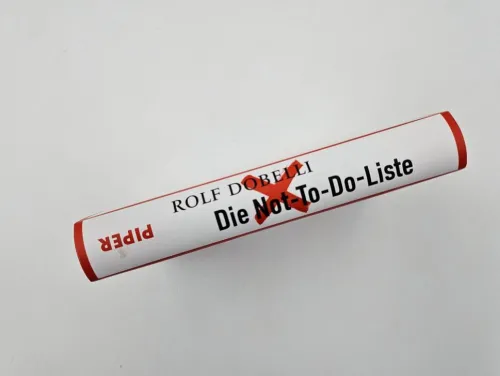 ROLF DOBELLI
Die Not-To-Do-Liste
PIPER